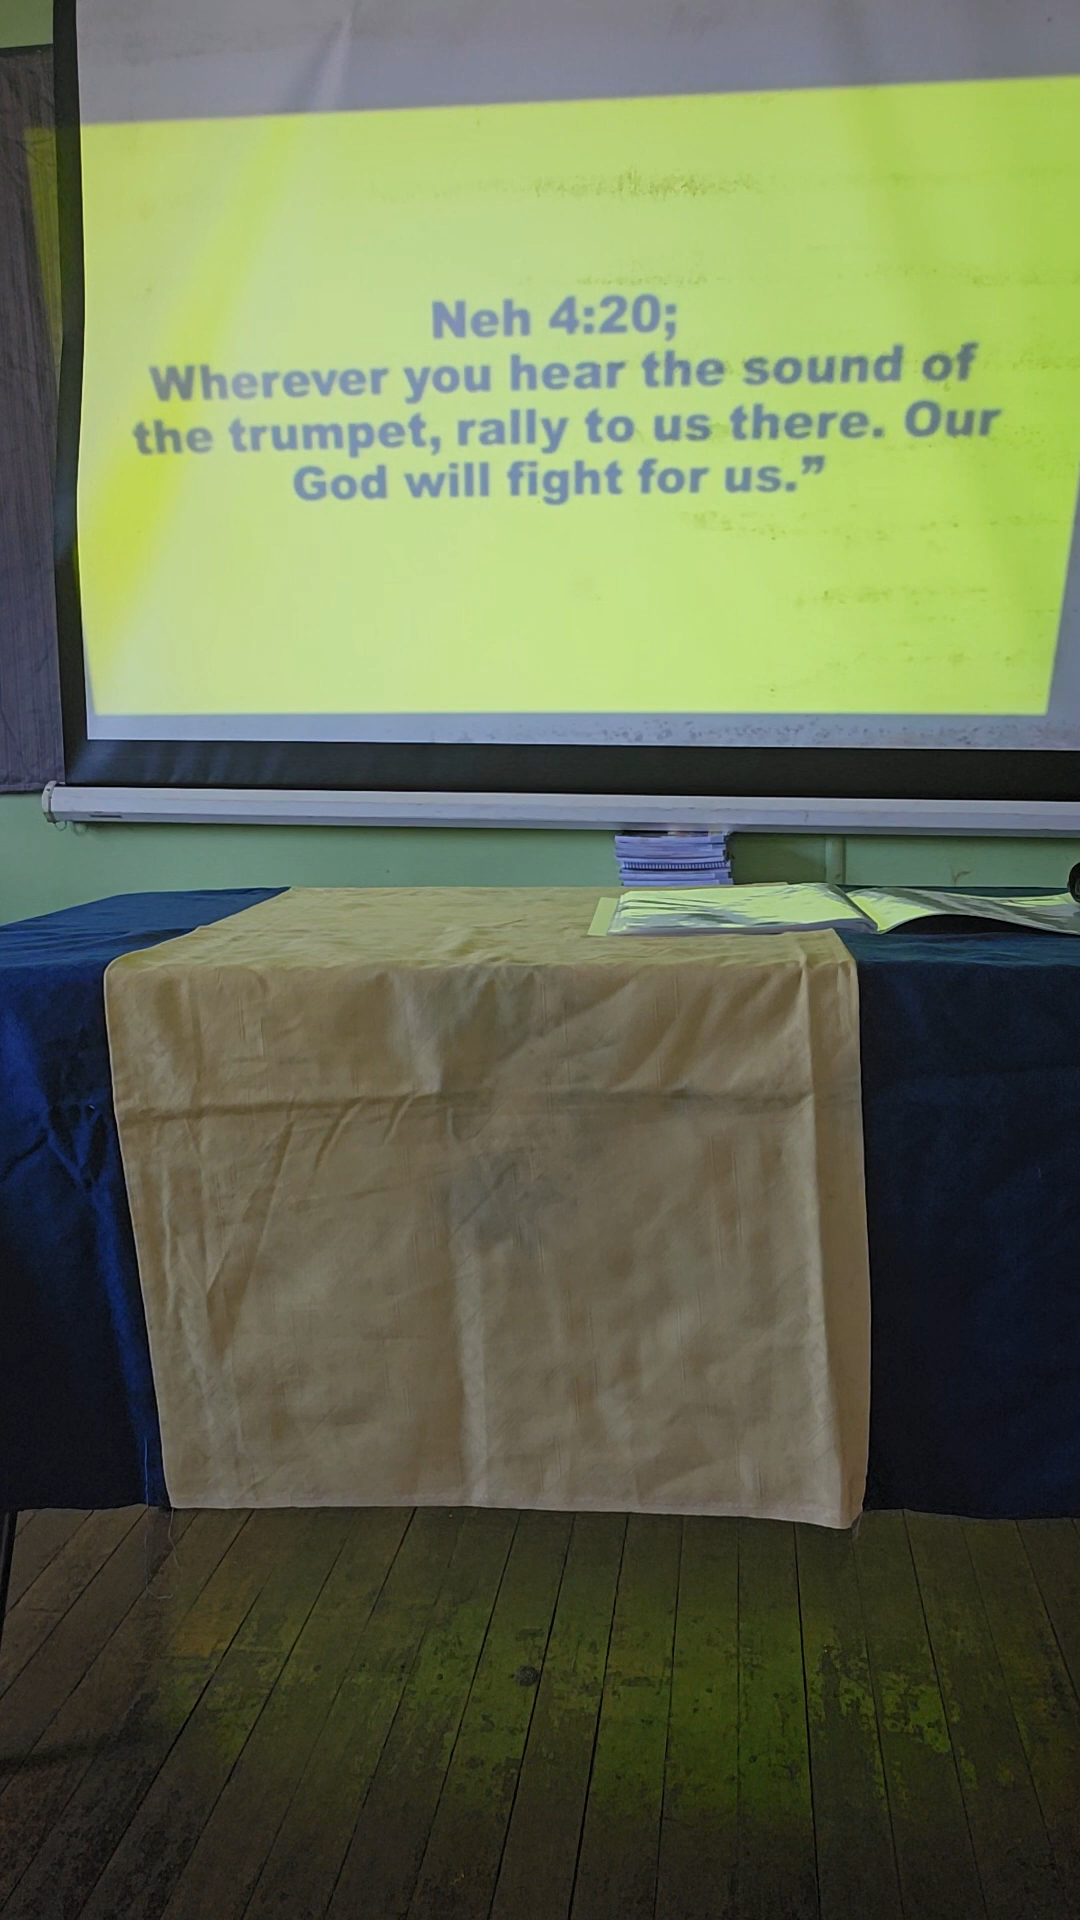 Neh 4:20;
Wherever you hear the sound of
the trumpet, rally to us there. Our
God will fight for us.”